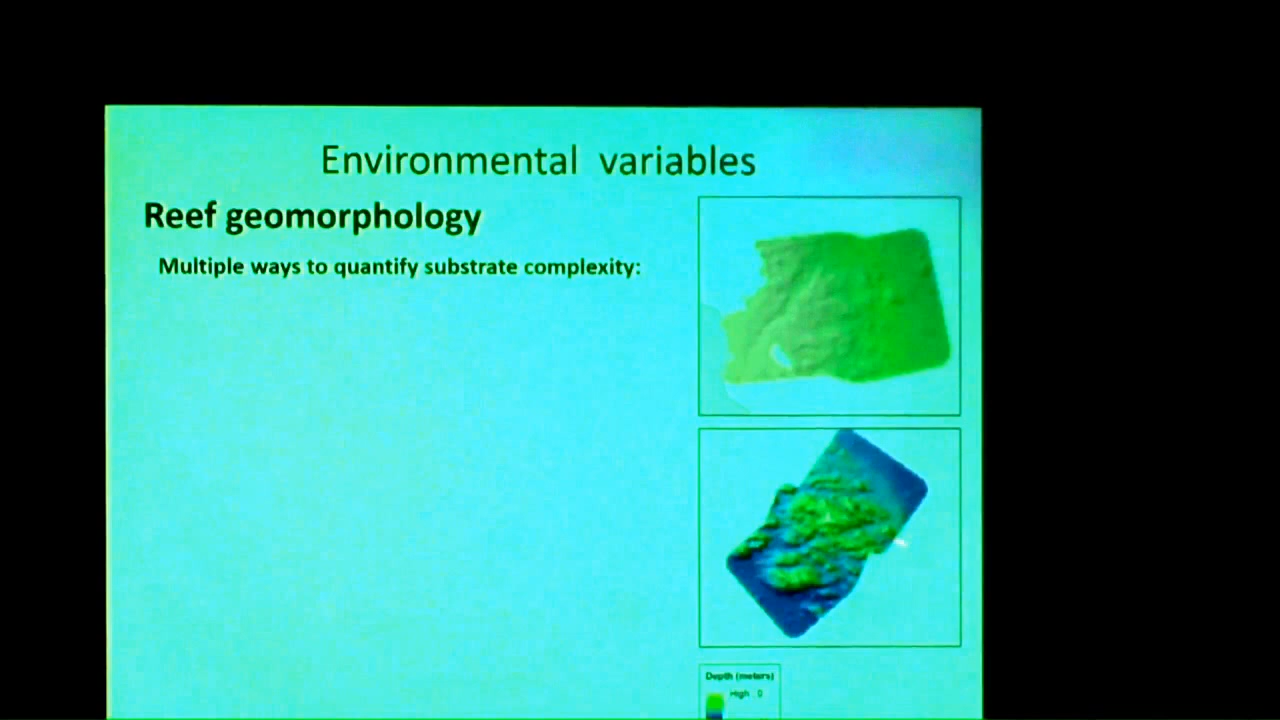 Environmental variables
Reef geomorphology
Multiple ways to quantify substrate complexity:
Depth (meters)
High : 0